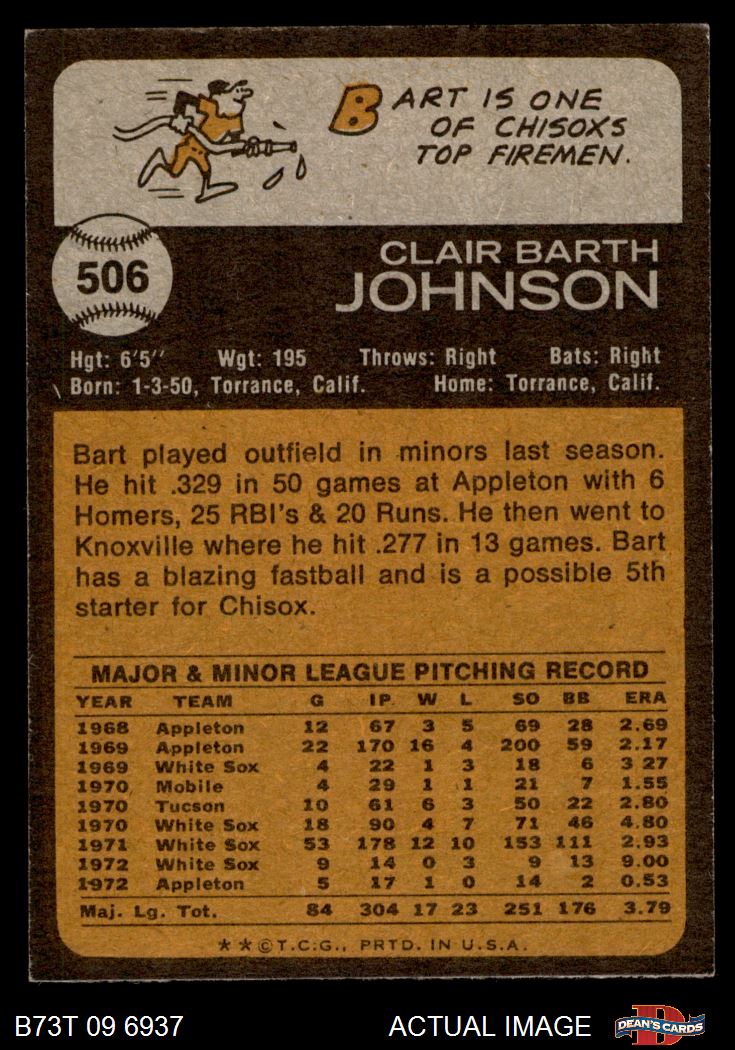 BART IS ONE
OF CHISOXS
TOP FIREMEN.
506
CLAIR BARTH
JOHNSON
Hgt: 6'5" Wgt: 195 Throws: Right Bats: Right
Born: 1-3-50, Torrance, Calif. Home: Torrance, Calif.
Bart played outfield in minors last season.
He hit .329 in 50 games at Appleton with 6
Homers, 25 RBI's & 20 Runs. He then went to
Knoxville where he hit .277 in 13 games. Bart
has a blazing fastball and is a possible 5th
starter for Chisox.
MAJOR & MINOR LEAGUE PITCHING RECORD
YEAR TEAM G IP W L SO BB ERA
1968 Appleton 12 67 3 5 69 28 2.69
1969 Appleton 22 170 16 4 200 59 2.17
1969 White Sox 4 22 1 3 18 6 3 27
1970 Mobile 4 29 1 1 21 7 1.55
1970 Tucson 10 61 6 3 50 22 2.80
1970 White Sox 18 90 4 7 71 46 4.80
1971 White Sox 53 178 12 10 153 111 2.93
1972 White Sox 9 14 0 3 9 13 9.00
1972 Appleton 5 17 1 0 14 2 0.53
Maj. Lg. Tot. 84 304 17 23 251 176 3.79
★★©T.C.G., PRTD. IN U.S.A.
B73T 09 6937 ACTUAL IMAGE DEAN'S CARDS